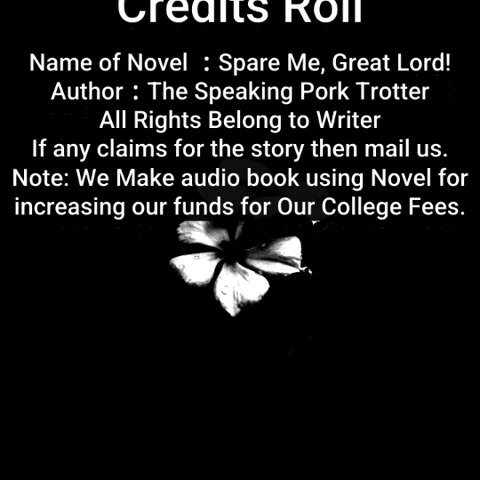 Credits Roll
Name of Novel : Spare Me, Great Lord!
Author : The Speaking Pork Trotter
All Rights Belong to Writer
If any claims for the story then mail us.
Note: We Make audio book using Novel for
increasing our funds for Our College Fees.